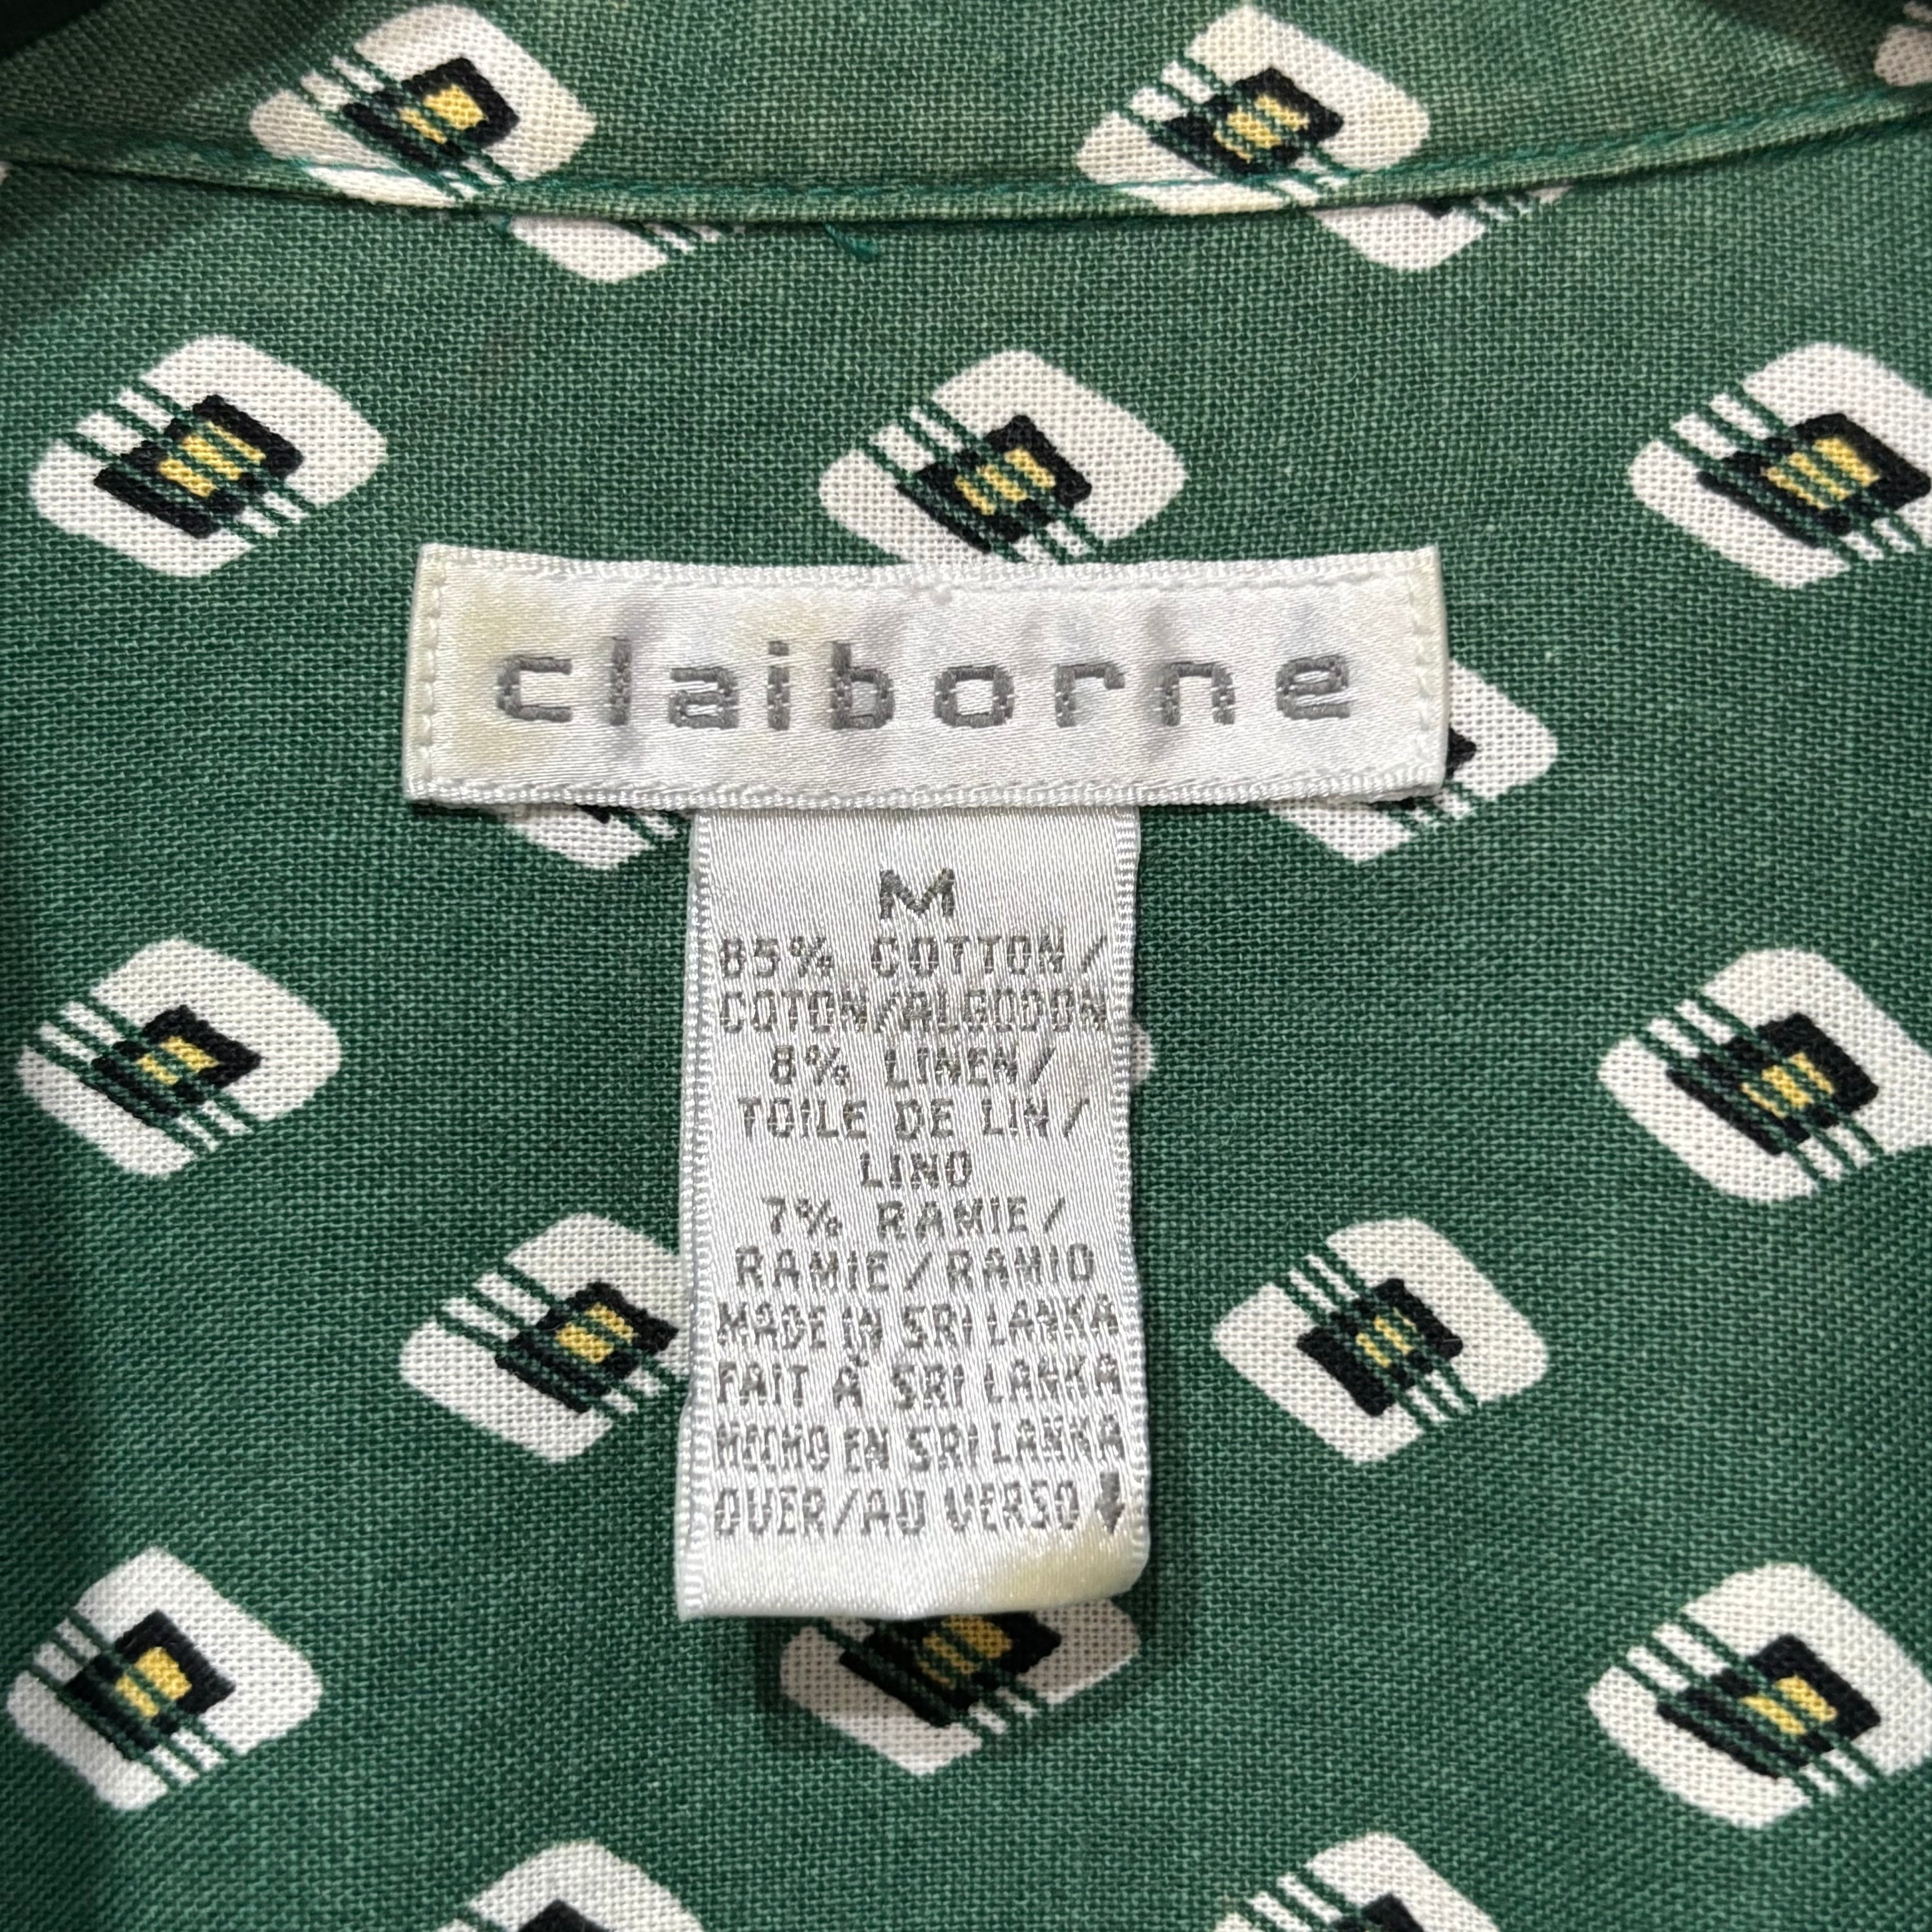 claiborne
M
85% COTTON/
COTON/ALGODON
8% LINEN/
TOILE DE LIN/
LINO
7% RAMIE/
RAMIE/RAMIO
MADE IN SRI LANKA
FAIT À SRI LANKA
HECHO EN SRI LANKA
OVER/AU VERSO ↓